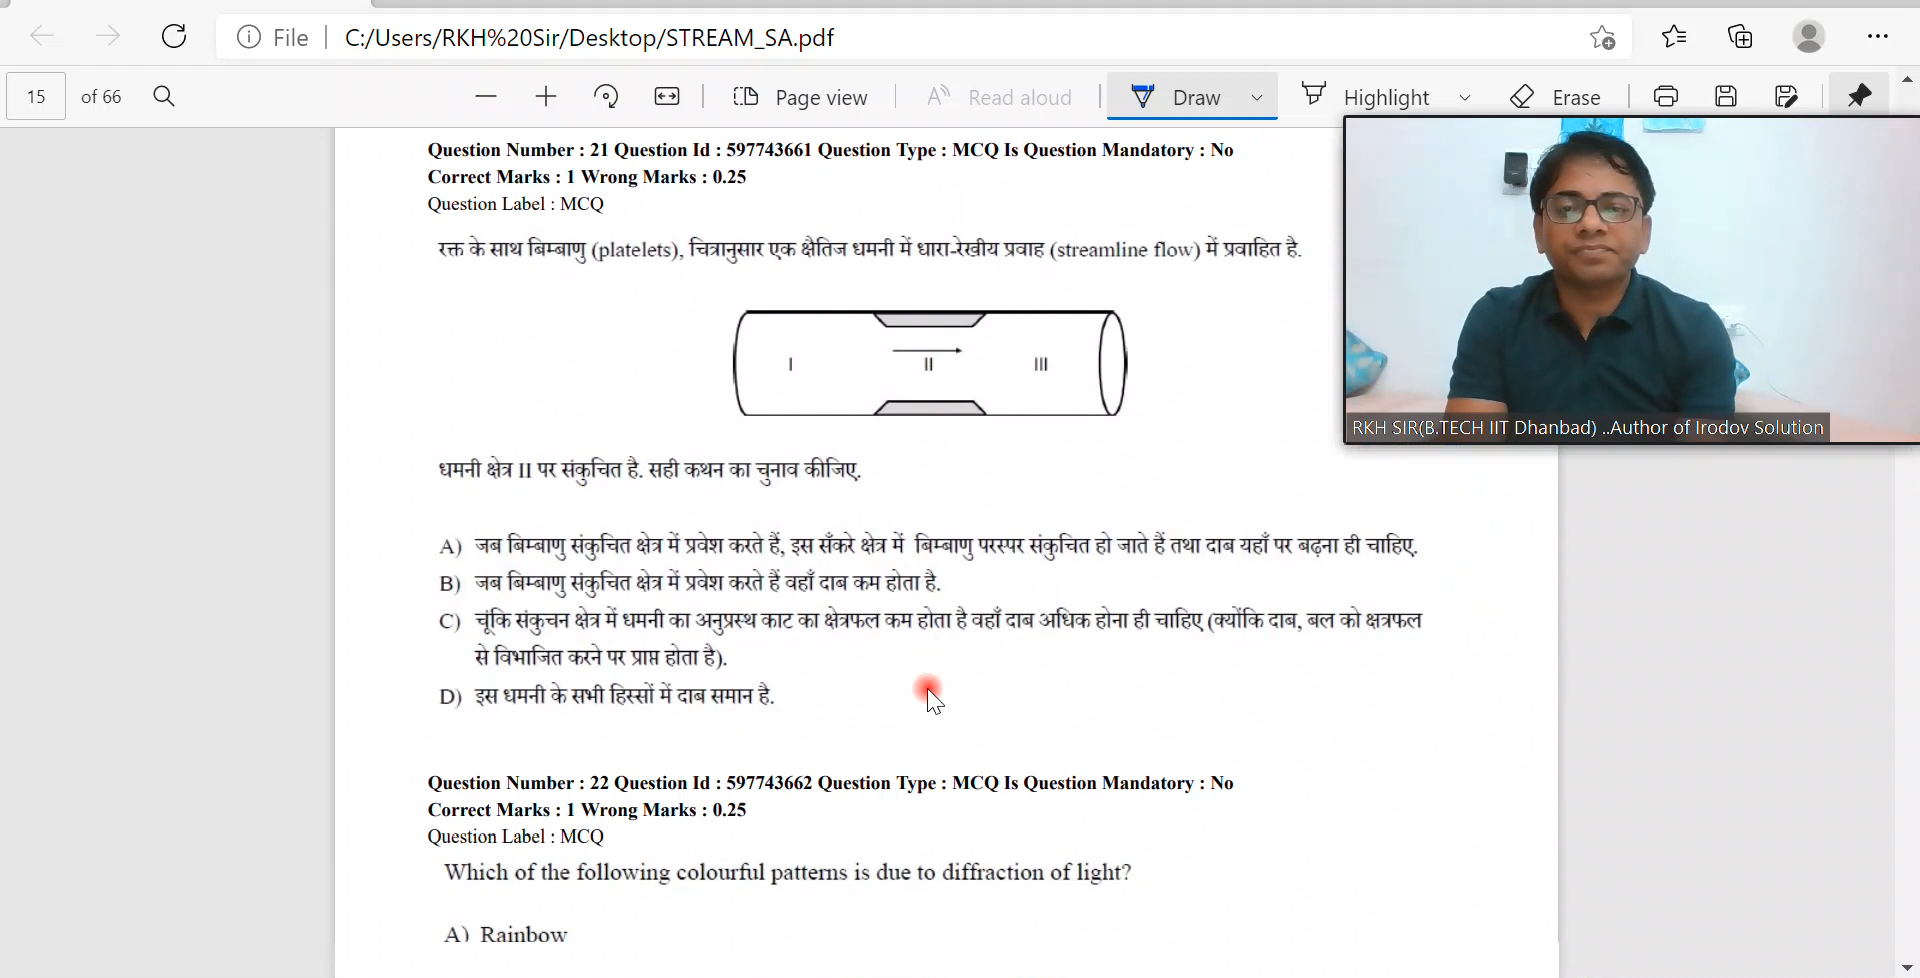 File | C:/Users/RKH%20Sir/Desktop/STREAM_SA.pdf
15 of 66 Page view Read aloud Draw Highlight Erase
Question Number : 21 Question Id : 597743661 Question Type : MCQ Is Question Mandatory : No
Correct Marks : 1 Wrong Marks : 0.25
Question Label : MCQ
रक्त के साथ बिम्बाणु (platelets), चित्रानुसार एक क्षैतिज धमनी में धारा-रेखीय प्रवाह (streamline flow) में प्रवाहित है.
I II III
RKH SIR(B.TECH IIT Dhanbad) ..Author of Irodov Solution
धमनी क्षेत्र II पर संकुचित है. सही कथन का चुनाव कीजिए.
A) जब बिम्बाणु संकुचित क्षेत्र में प्रवेश करते हैं, इस सँकरे क्षेत्र में बिम्बाणु परस्पर संकुचित हो जाते हैं तथा दाब यहाँ पर बढ़ना ही चाहिए.
B) जब बिम्बाणु संकुचित क्षेत्र में प्रवेश करते हैं वहाँ दाब कम होता है.
C) चूंकि संकुचन क्षेत्र में धमनी का अनुप्रस्थ काट का क्षेत्रफल कम होता है वहाँ दाब अधिक होना ही चाहिए (क्योंकि दाब, बल को क्षत्रफल
से विभाजित करने पर प्राप्त होता है).
D) इस धमनी के सभी हिस्सों में दाब समान है.
Question Number : 22 Question Id : 597743662 Question Type : MCQ Is Question Mandatory : No
Correct Marks : 1 Wrong Marks : 0.25
Question Label : MCQ
Which of the following colourful patterns is due to diffraction of light?
A) Rainbow